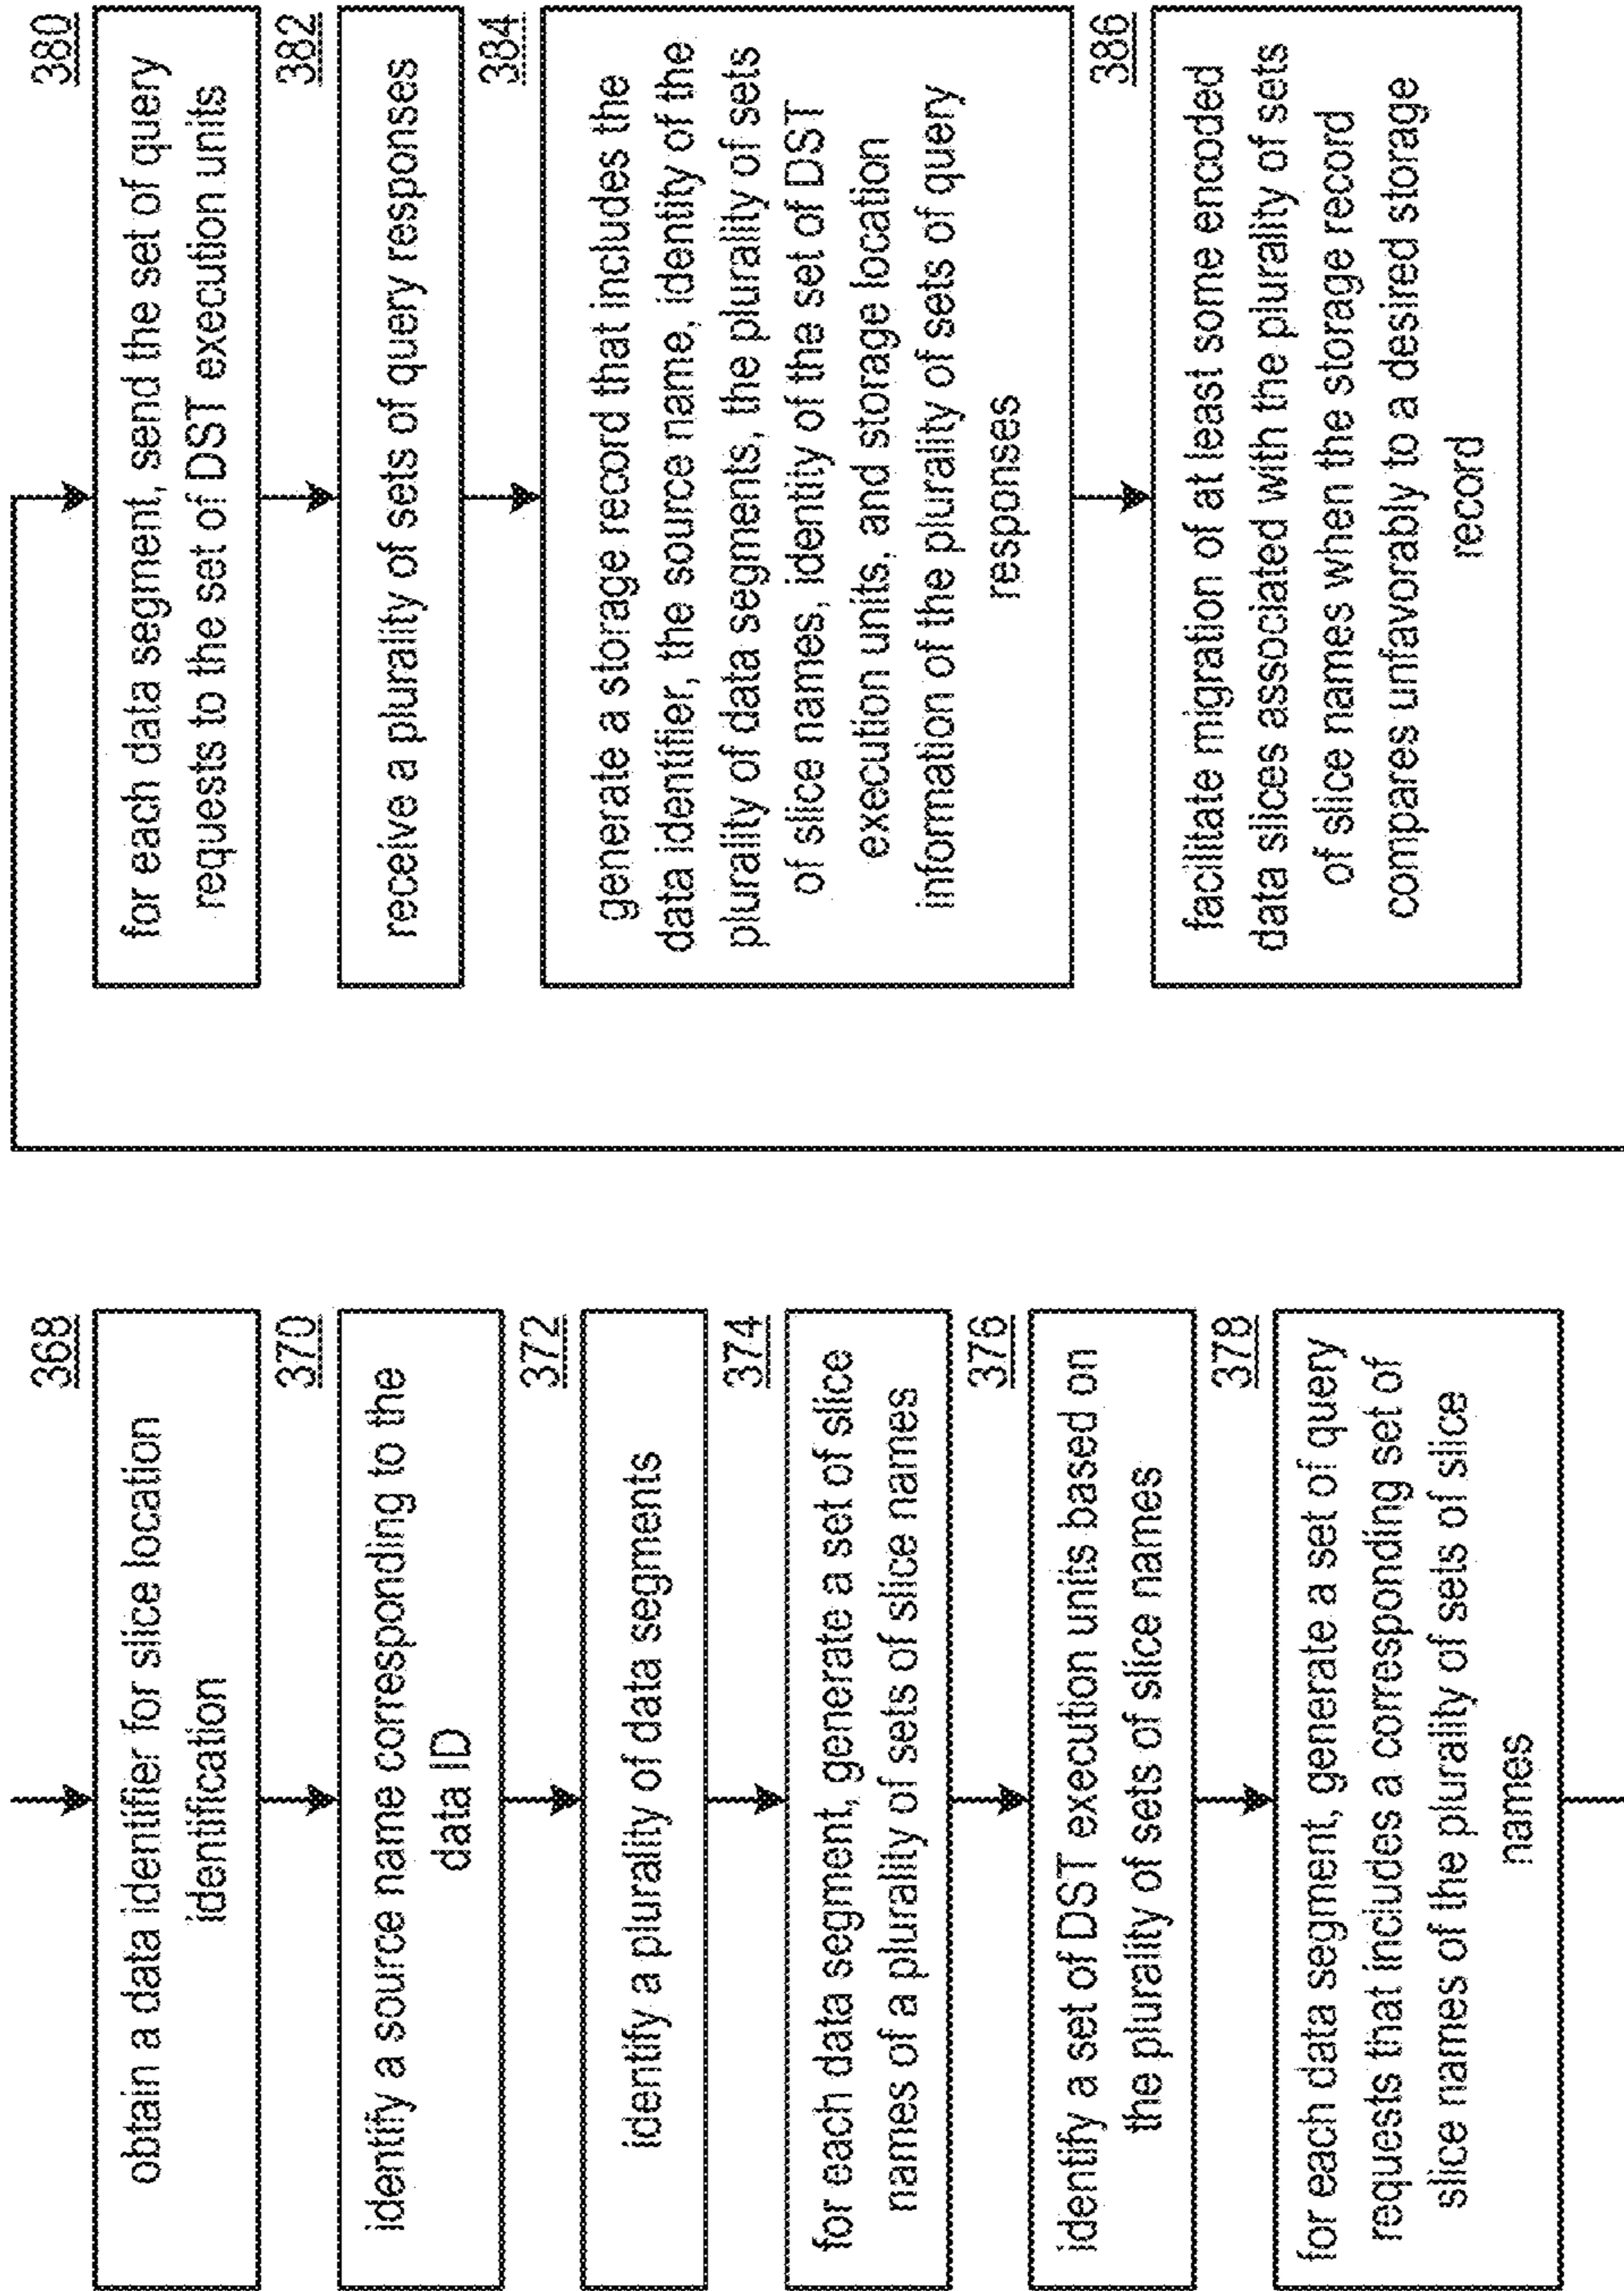 368
obtain a data identifier for slice location
identification
370
identify a source name corresponding to the
data ID
372
identify a plurality of data segments
374
for each data segment, generate a set of slice
names of a plurality of sets of slice names
376
identify a set of DST execution units based on
the plurality of sets of slice names
378
for each data segment, generate a set of query
requests that includes a corresponding set of
slice names of the plurality of sets of slice
names
380
for each data segment, send the set of query
requests to the set of DST execution units
382
receive a plurality of sets of query responses
384
generate a storage record that includes the
data identifier, the source name, identity of the
plurality of data segments, the plurality of sets
of slice names, identity of the set of DST
execution units, and storage location
information of the plurality of sets of query
responses
386
facilitate migration of at least some encoded
data slices associated with the plurality of sets
of slice names when the storage record
compares unfavorably to a desired storage
record